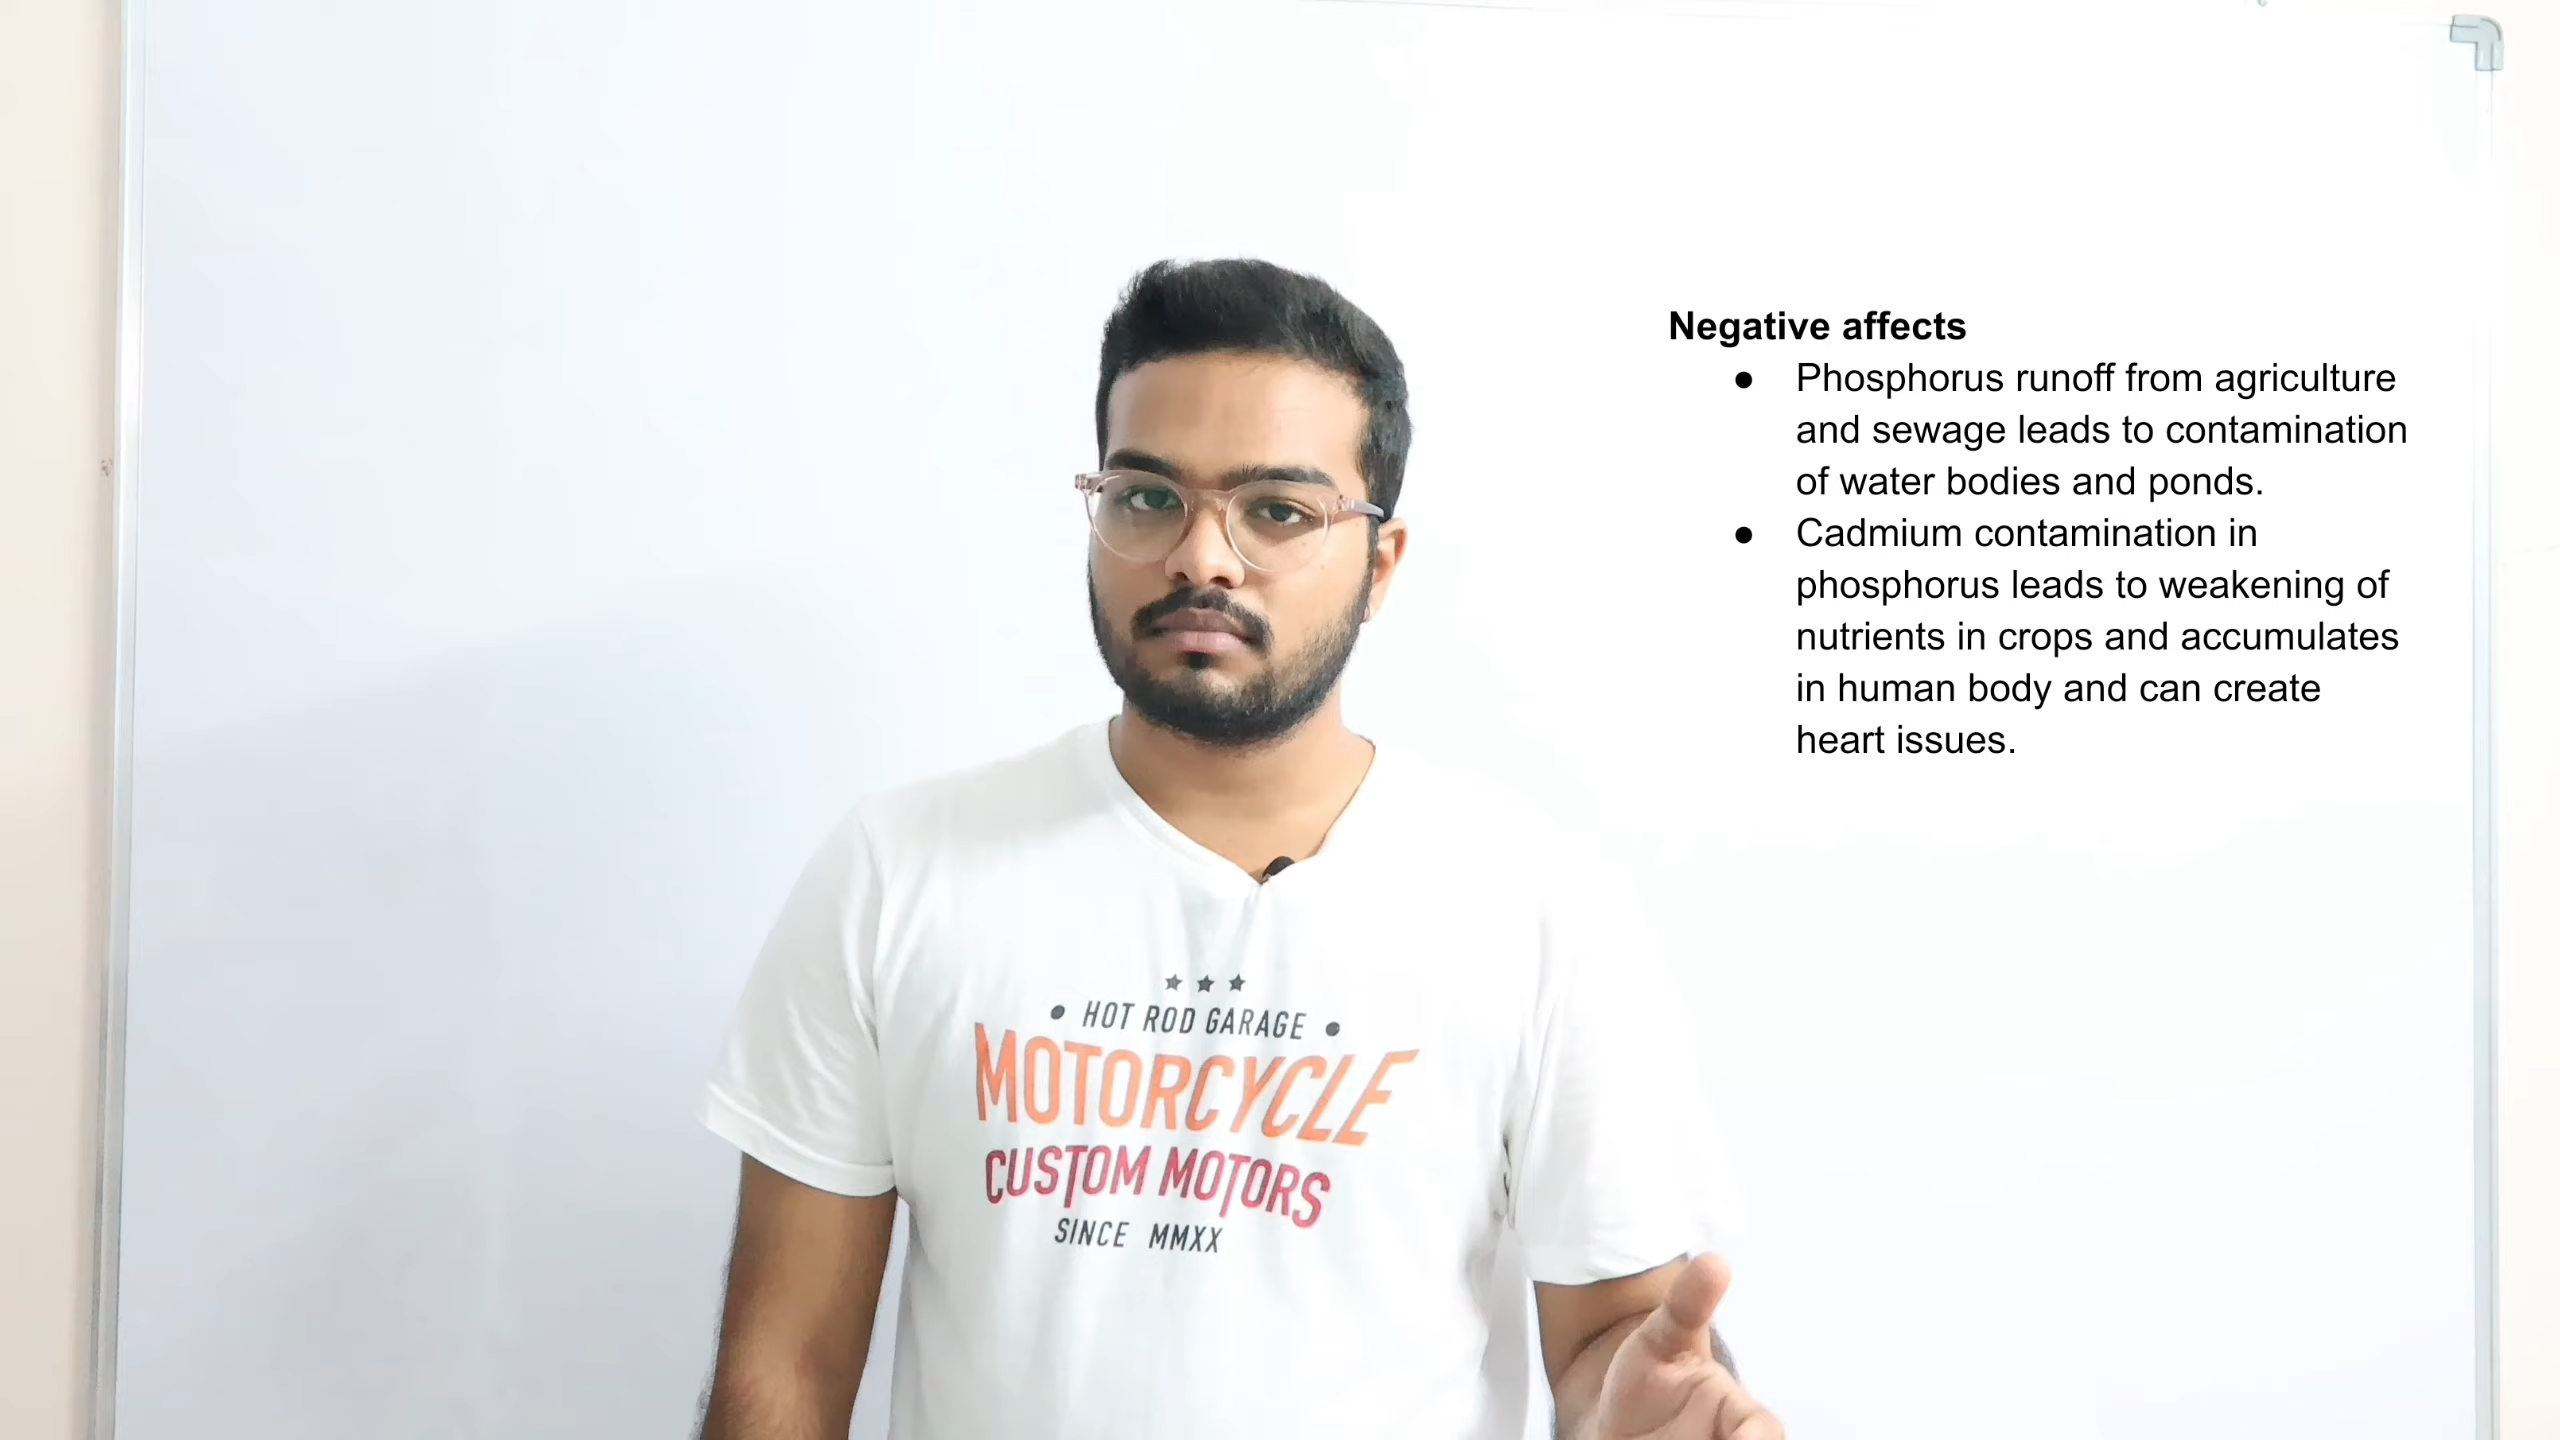 Negative affects
● Phosphorus runoff from agriculture
and sewage leads to contamination
of water bodies and ponds.
● Cadmium contamination in
phosphorus leads to weakening of
nutrients in crops and accumulates
in human body and can create
heart issues.
★ ★ ★
• HOT ROD GARAGE •
MOTORCYCLE
CUSTOM MOTORS
SINCE MMXX